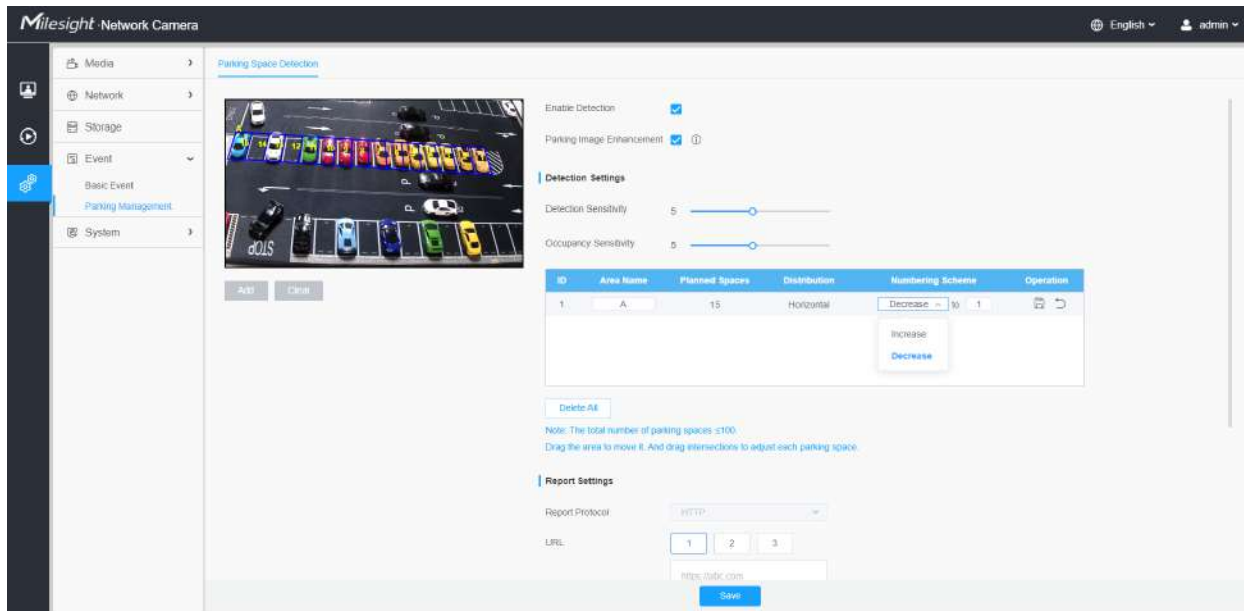 Milesight Network Camera
English
admin
Media
Network
Storage
Event
Basic Event
Parking Management
System
Parking Space Detection
14
12
STOP
Add
Clear
Enable Detection
Parking Image Enhancement
Detection Settings
Detection Sensitivity 5
Occupancy Sensitivity 5
ID Area Name Planned Spaces Distribution Numbering Scheme Operation
1 A 15 Horizontal Decrease to 1
Increase
Decrease
Delete All
Note: The total number of parking spaces ≤100.
Drag the area to move it. And drag intersections to adjust each parking space.
Report Settings
Report Protocol HTTP
URL 1 2 3
https://abc.com
Save